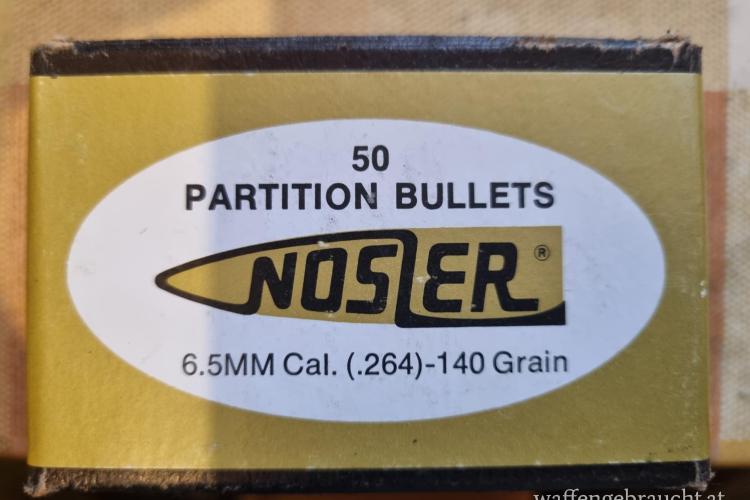 50
PARTITION BULLETS
NOSLER®
6.5MM Cal. (.264)-140 Grain
waffengebraucht.at